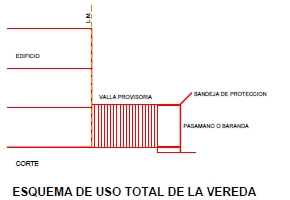 L.M.
EDIFICIO
VALLA PROVISORIA
BANDEJA DE PROTECCION
PASAMANO O BARANDA
CORTE
ESQUEMA DE USO TOTAL DE LA VEREDA